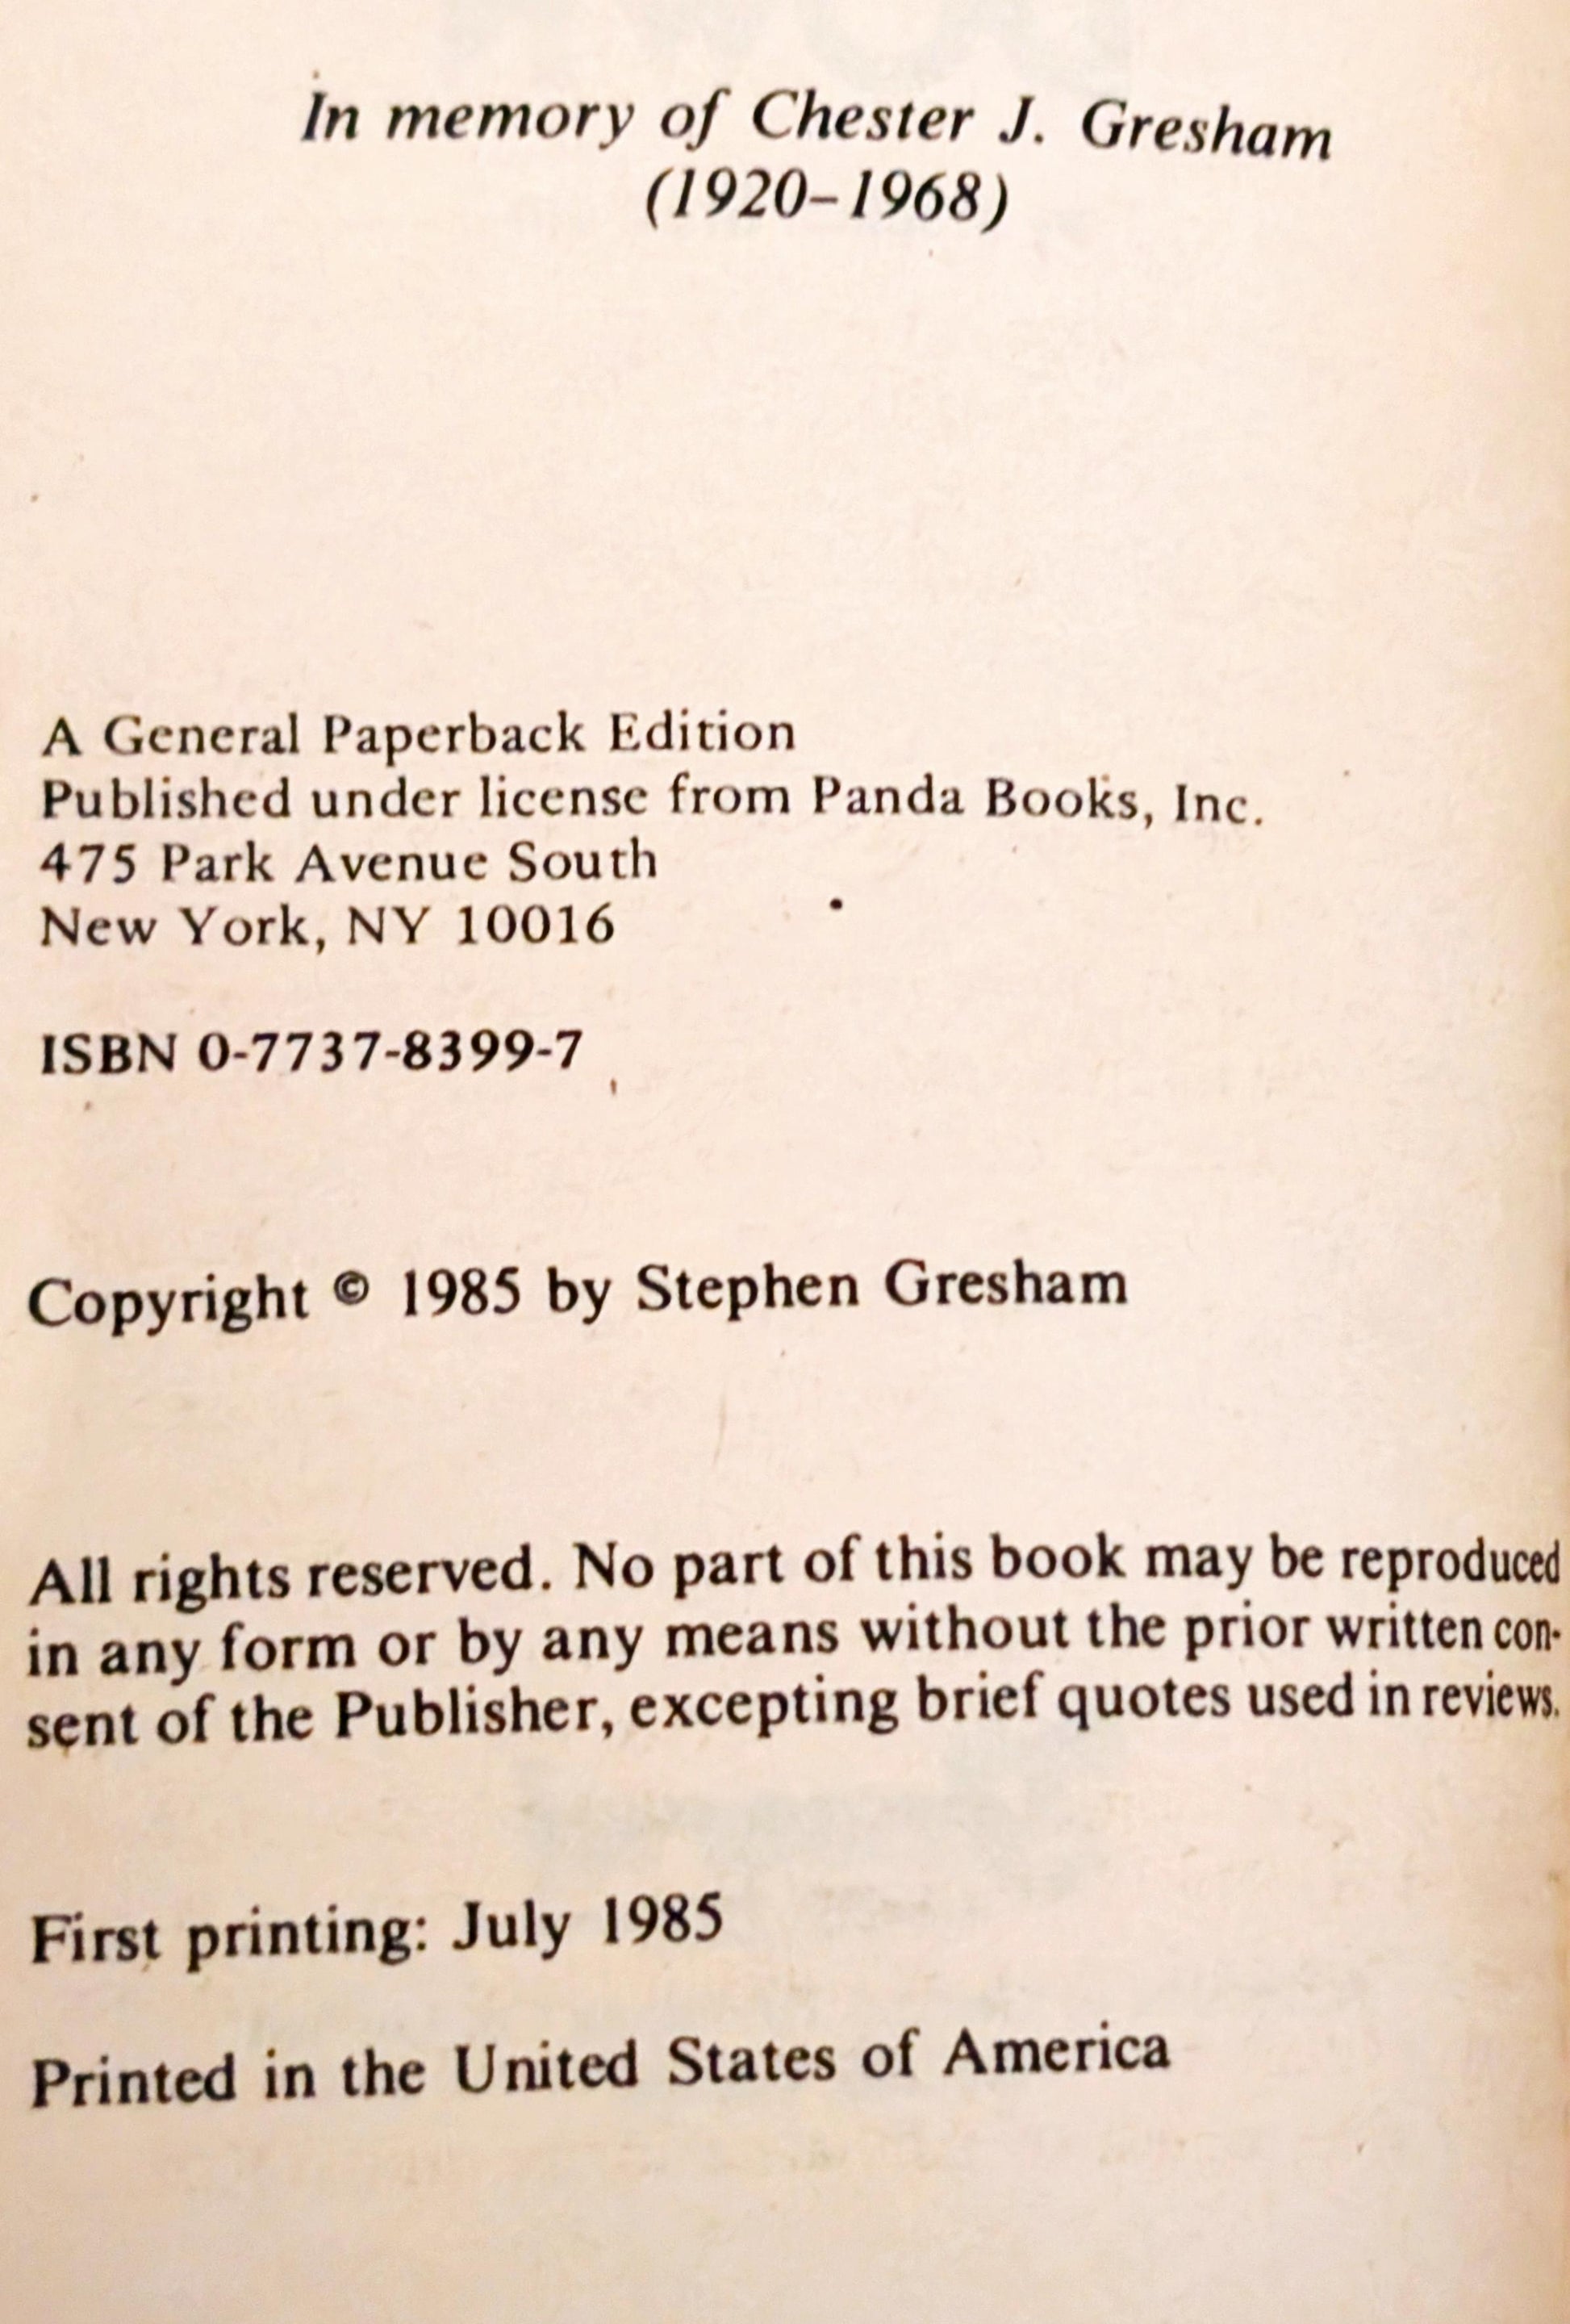 In memory of Chester J. Gresham
(1920–1968)
A General Paperback Edition
Published under license from Panda Books, Inc.
475 Park Avenue South
New York, NY 10016
ISBN 0-7737-8399-7
Copyright © 1985 by Stephen Gresham
All rights reserved. No part of this book may be reproduced
in any form or by any means without the prior written con-
sent of the Publisher, excepting brief quotes used in reviews.
First printing: July 1985
Printed in the United States of America